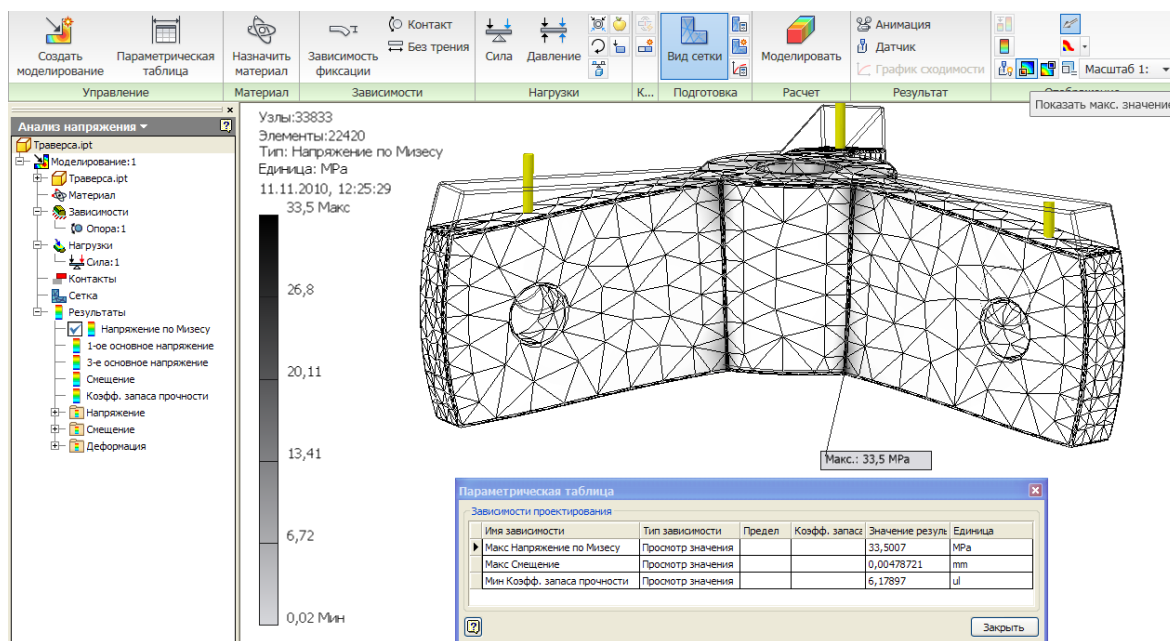 Создать моделирование
Параметрическая таблица
Управление
Назначить материал
Материал
Зависимость фиксации
Контакт
Без трения
Зависимости
Сила
Давление
Нагрузки
К...
Вид сетки
Подготовка
Моделировать
Расчет
Анимация
Датчик
График сходимости
Результат
Масштаб 1:
Показать макс. значение
Анализ напряжения
Траверса.ipt
Моделирование:1
Траверса.ipt
Материал
Зависимости
Опора:1
Нагрузки
Сила:1
Контакты
Сетка
Результаты
Напряжение по Мизесу
1-ое основное напряжение
3-е основное напряжение
Смещение
Коэфф. запаса прочности
Напряжение
Смещение
Деформация
Узлы:33833
Элементы:22420
Тип: Напряжение по Мизесу
Единица: MPa
11.11.2010, 12:25:29
33,5 Макс
26,8
20,11
13,41
6,72
0,02 Мин
Макс.: 33,5 MPa
Параметрическая таблица
Зависимости проектирования
Имя зависимости Тип зависимости Предел Коэфф. запаса Значение резуль Единица
Макс Напряжение по Мизесу Просмотр значения 33,5007 MPa
Макс Смещение Просмотр значения 0,00478721 mm
Мин Коэфф. запаса прочности Просмотр значения 6,17897 ul
Закрыть